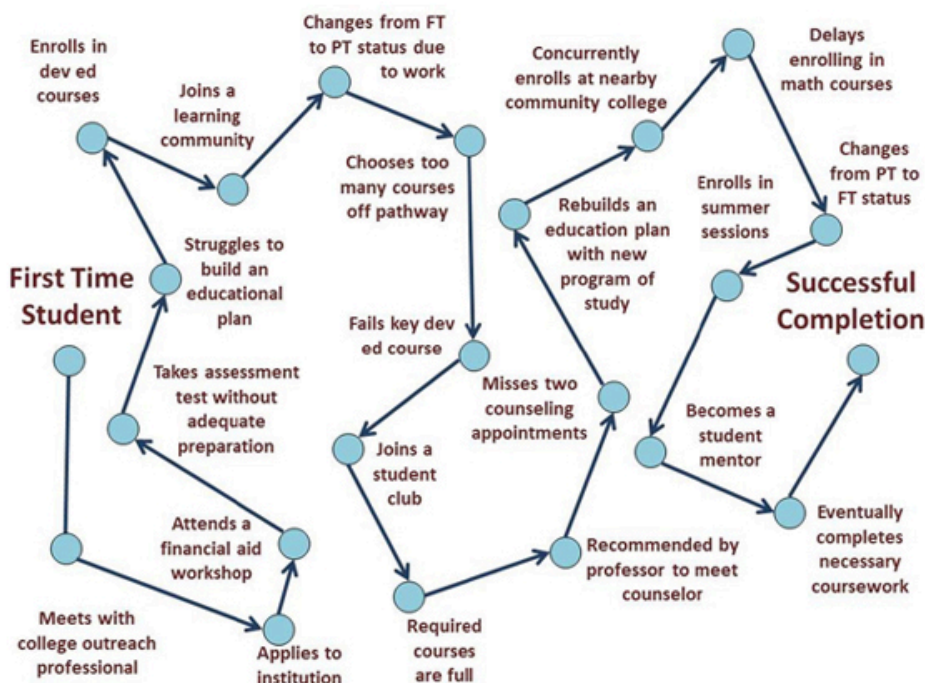 First Time
Student
Meets with
college outreach
professional
Applies to
institution
Attends a
financial aid
workshop
Takes assessment
test without
adequate
preparation
Struggles to
build an
educational
plan
Enrolls in
dev ed
courses
Joins a
learning
community
Changes from FT
to PT status due
to work
Chooses too
many courses
off pathway
Fails key dev
ed course
Joins a
student
club
Required
courses
are full
Recommended by
professor to meet
counselor
Misses two
counseling
appointments
Rebuilds an
education plan
with new
program of
study
Concurrently
enrolls at nearby
community college
Delays
enrolling in
math courses
Changes
from PT to
FT status
Enrolls in
summer
sessions
Becomes a
student
mentor
Eventually
completes
necessary
coursework
Successful
Completion